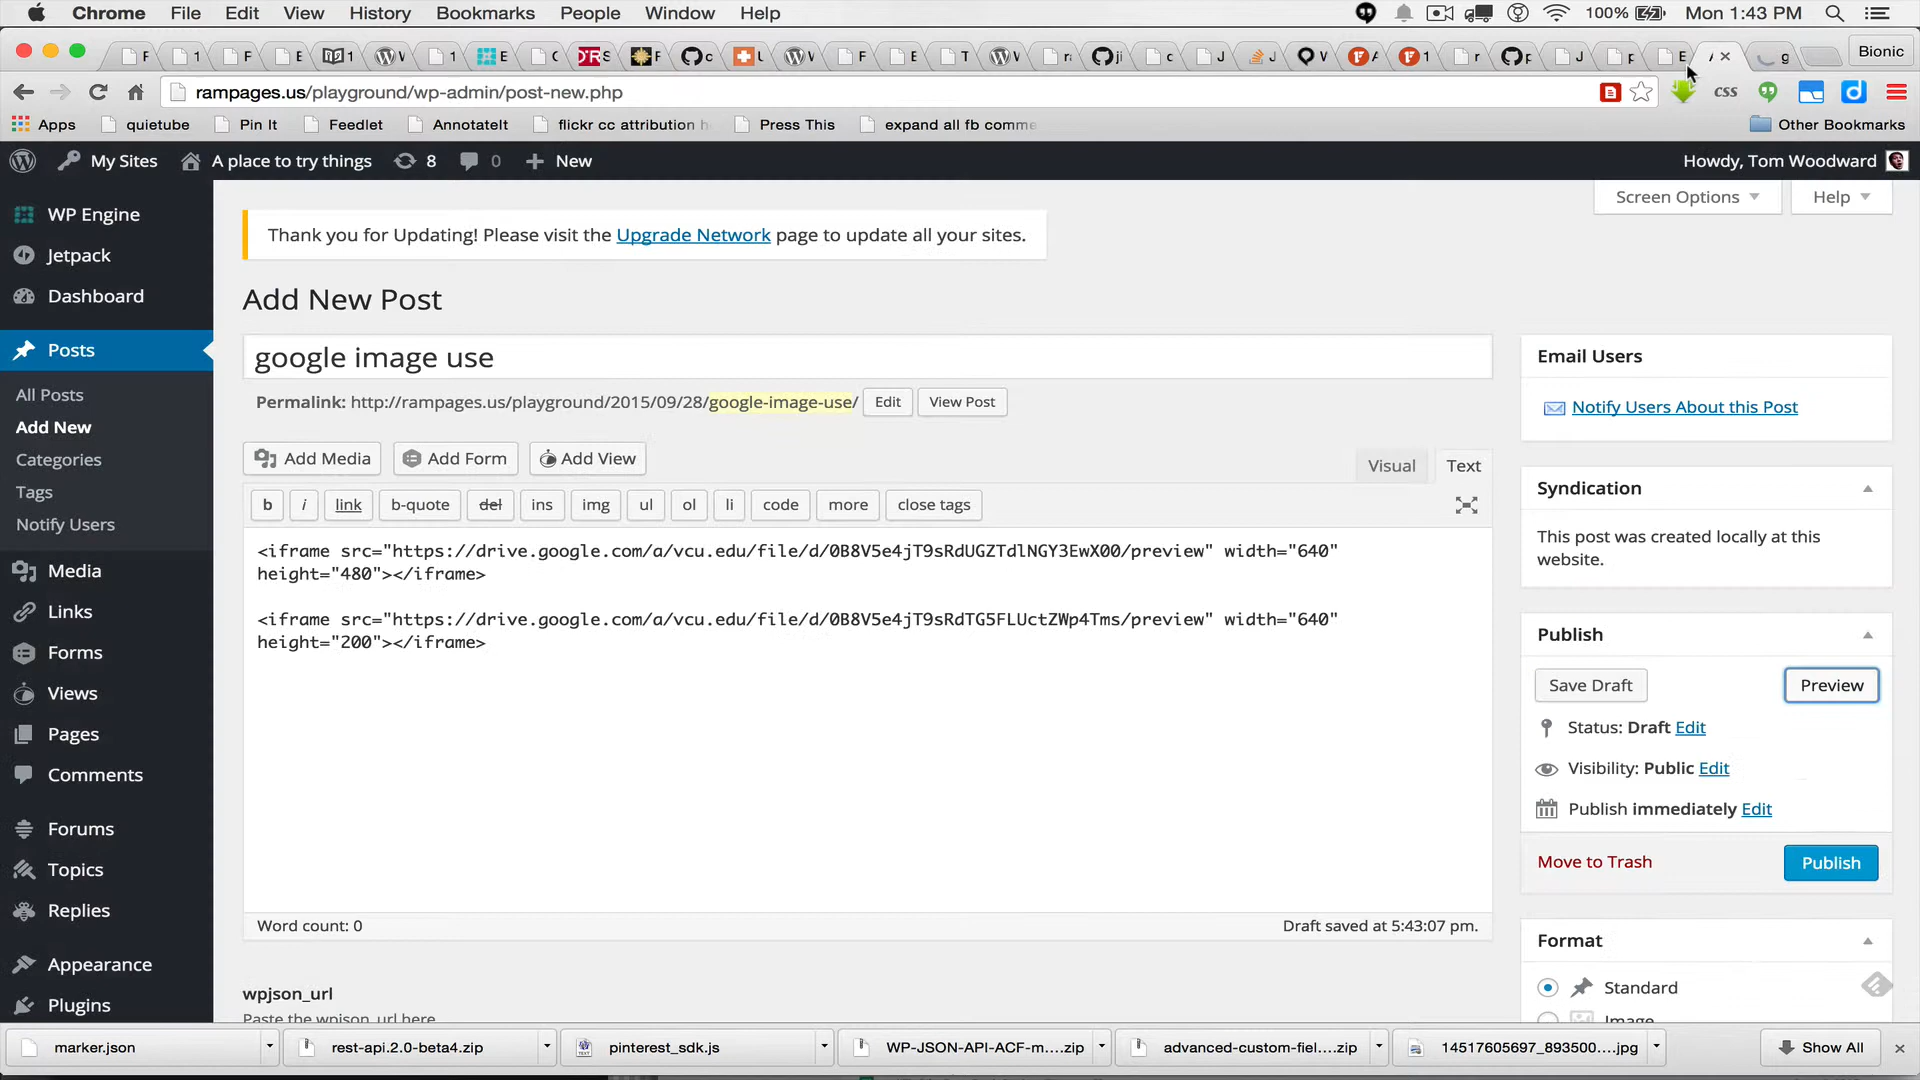 Chrome File Edit View History Bookmarks People Window Help 100% Mon 1:43 PM
Bionic
rampages.us/playground/wp-admin/post-new.php
css
Apps quietube Pin It Feedlet AnnotateIt flickr cc attribution h Press This expand all fb comme Other Bookmarks
My Sites A place to try things 8 0 New Howdy, Tom Woodward
Screen Options Help
WP Engine
Jetpack
Dashboard
Posts
All Posts
Add New
Categories
Tags
Notify Users
Media
Links
Forms
Views
Pages
Comments
Forums
Topics
Replies
Appearance
Plugins
Thank you for Updating! Please visit the Upgrade Network page to update all your sites.
Add New Post
google image use
Permalink: http://rampages.us/playground/2015/09/28/google-image-use/ Edit View Post
Add Media Add Form Add View Visual Text
b i link b-quote del ins img ul ol li code more close tags
<iframe src="https://drive.google.com/a/vcu.edu/file/d/0B8V5e4jT9sRdUGZTdlNGY3EwX00/preview" width="640"
height="480"></iframe>
<iframe src="https://drive.google.com/a/vcu.edu/file/d/0B8V5e4jT9sRdTG5FLUctZWp4Tms/preview" width="640"
height="200"></iframe>
Word count: 0 Draft saved at 5:43:07 pm.
wpjson_url
Paste the wpjson_url here
Email Users
Notify Users About this Post
Syndication
This post was created locally at this
website.
Publish
Save Draft Preview
Status: Draft Edit
Visibility: Public Edit
Publish immediately Edit
Move to Trash Publish
Format
Standard
Image
marker.json rest-api.2.0-beta4.zip pinterest_sdk.js WP-JSON-API-ACF-m....zip advanced-custom-fiel....zip 14517605697_893500....jpg Show All